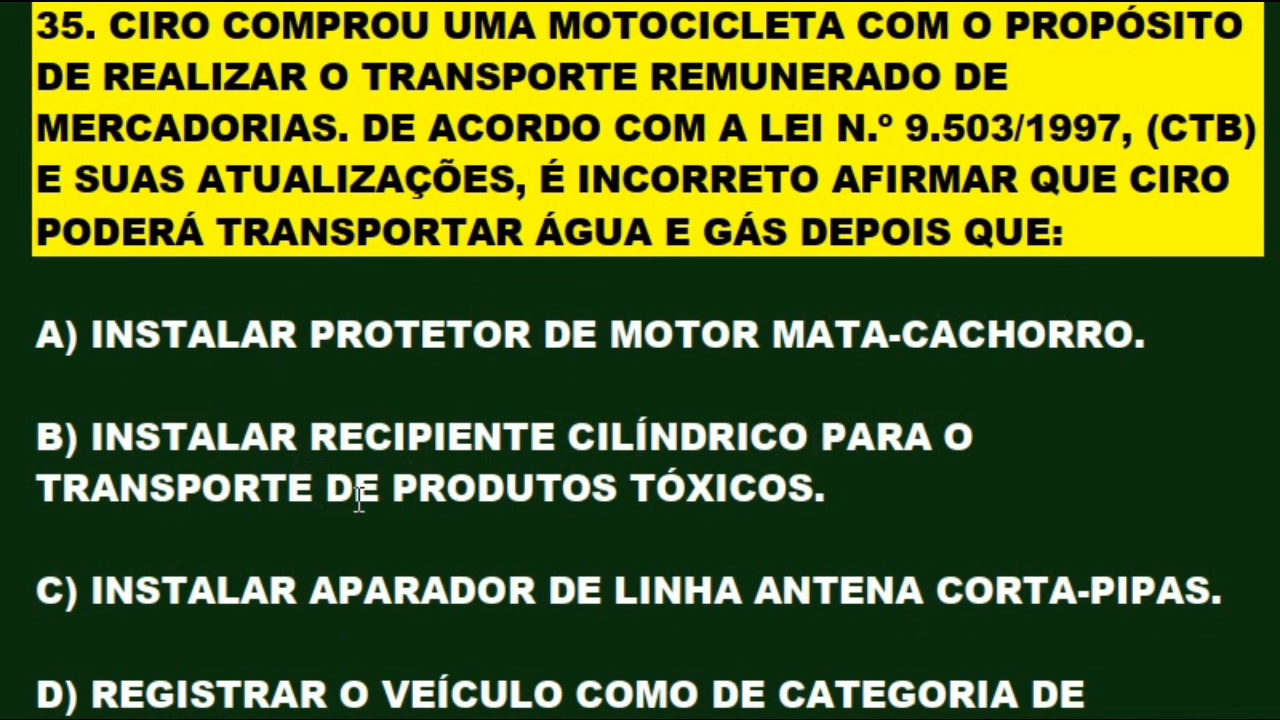 35. CIRO COMPROU UMA MOTOCICLETA COM O PROPÓSITO
DE REALIZAR O TRANSPORTE REMUNERADO DE
MERCADORIAS. DE ACORDO COM A LEI N.º 9.503/1997, (CTB)
E SUAS ATUALIZAÇÕES, É INCORRETO AFIRMAR QUE CIRO
PODERÁ TRANSPORTAR ÁGUA E GÁS DEPOIS QUE:
A) INSTALAR PROTETOR DE MOTOR MATA-CACHORRO.
B) INSTALAR RECIPIENTE CILÍNDRICO PARA O
TRANSPORTE DE PRODUTOS TÓXICOS.
C) INSTALAR APARADOR DE LINHA ANTENA CORTA-PIPAS.
D) REGISTRAR O VEÍCULO COMO DE CATEGORIA DE